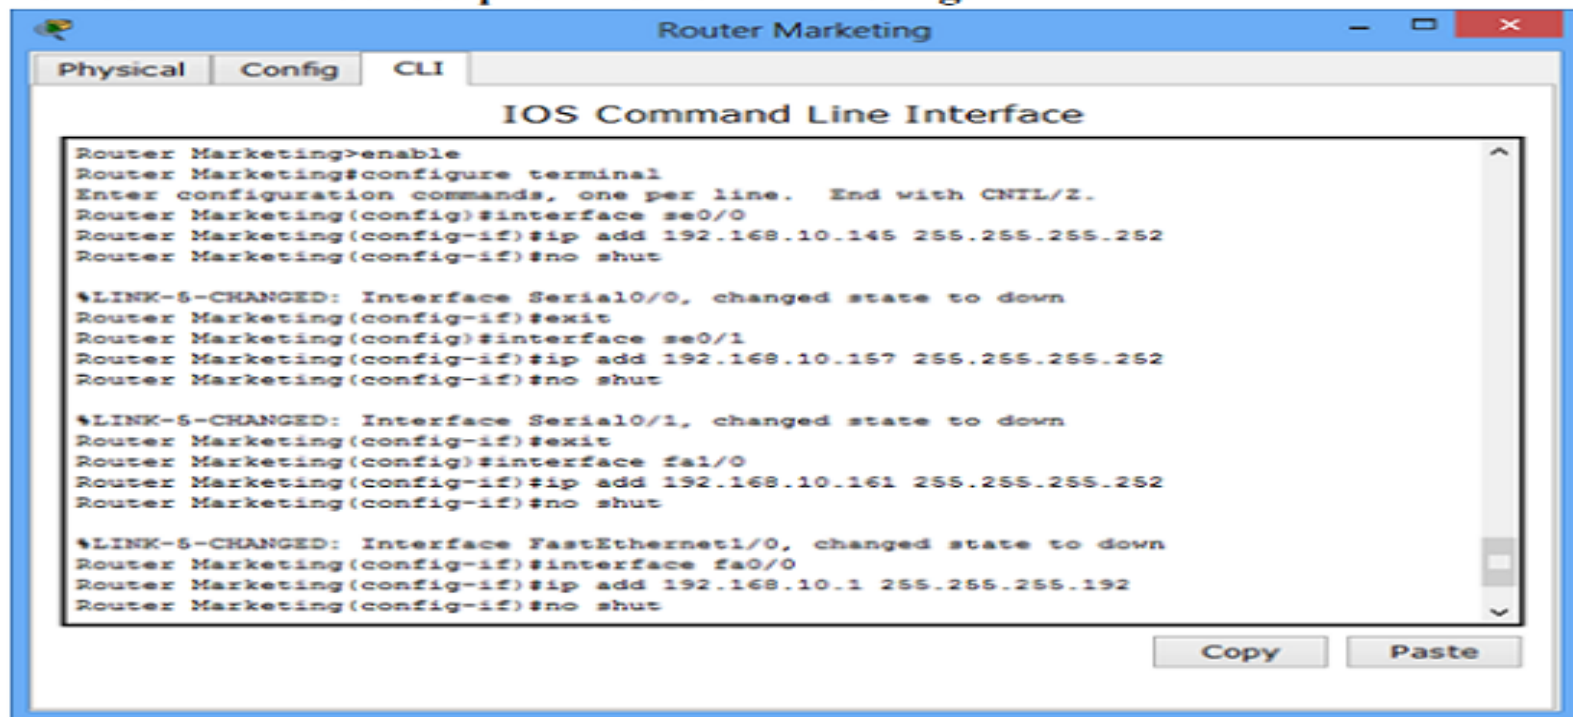 Router Marketing
Physical Config CLI
IOS Command Line Interface
Router Marketing>enable
Router Marketing#configure terminal
Enter configuration commands, one per line.  End with CNTL/Z.
Router Marketing(config)#interface se0/0
Router Marketing(config-if)#ip add 192.168.10.145 255.255.255.252
Router Marketing(config-if)#no shut
%LINK-5-CHANGED: Interface Serial0/0, changed state to down
Router Marketing(config-if)#exit
Router Marketing(config)#interface se0/1
Router Marketing(config-if)#ip add 192.168.10.157 255.255.255.252
Router Marketing(config-if)#no shut
%LINK-5-CHANGED: Interface Serial0/1, changed state to down
Router Marketing(config-if)#exit
Router Marketing(config)#interface fa1/0
Router Marketing(config-if)#ip add 192.168.10.161 255.255.255.252
Router Marketing(config-if)#no shut
%LINK-5-CHANGED: Interface FastEthernet1/0, changed state to down
Router Marketing(config-if)#interface fa0/0
Router Marketing(config-if)#ip add 192.168.10.1 255.255.255.192
Router Marketing(config-if)#no shut
Copy Paste